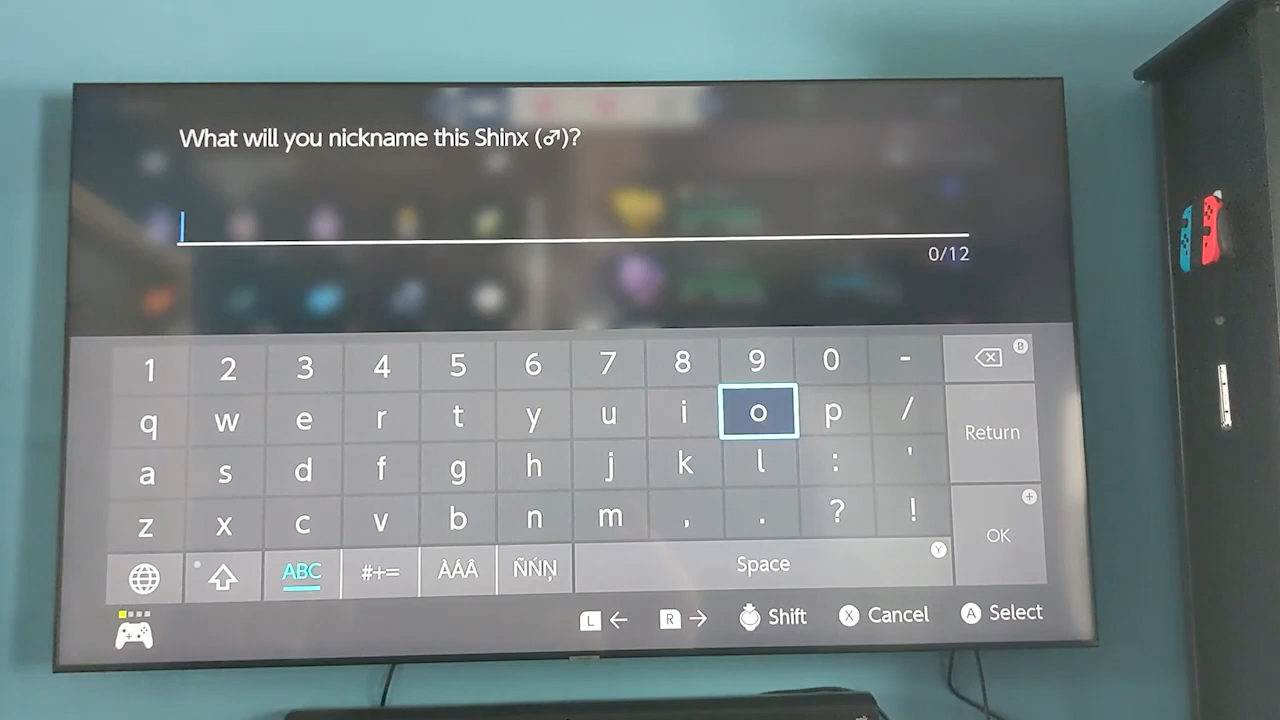 What will you nickname this Shinx (♂)?
0/12
1 2 3 4 5 6 7 8 9 0 - B
q w e r t y u i o p / Return
a s d f g h j k l : '
z x c v b n m , . ? ! + OK
ABC #+= ÀÁÂ ÑŃŅ Space Y
L ← R → Shift X Cancel A Select